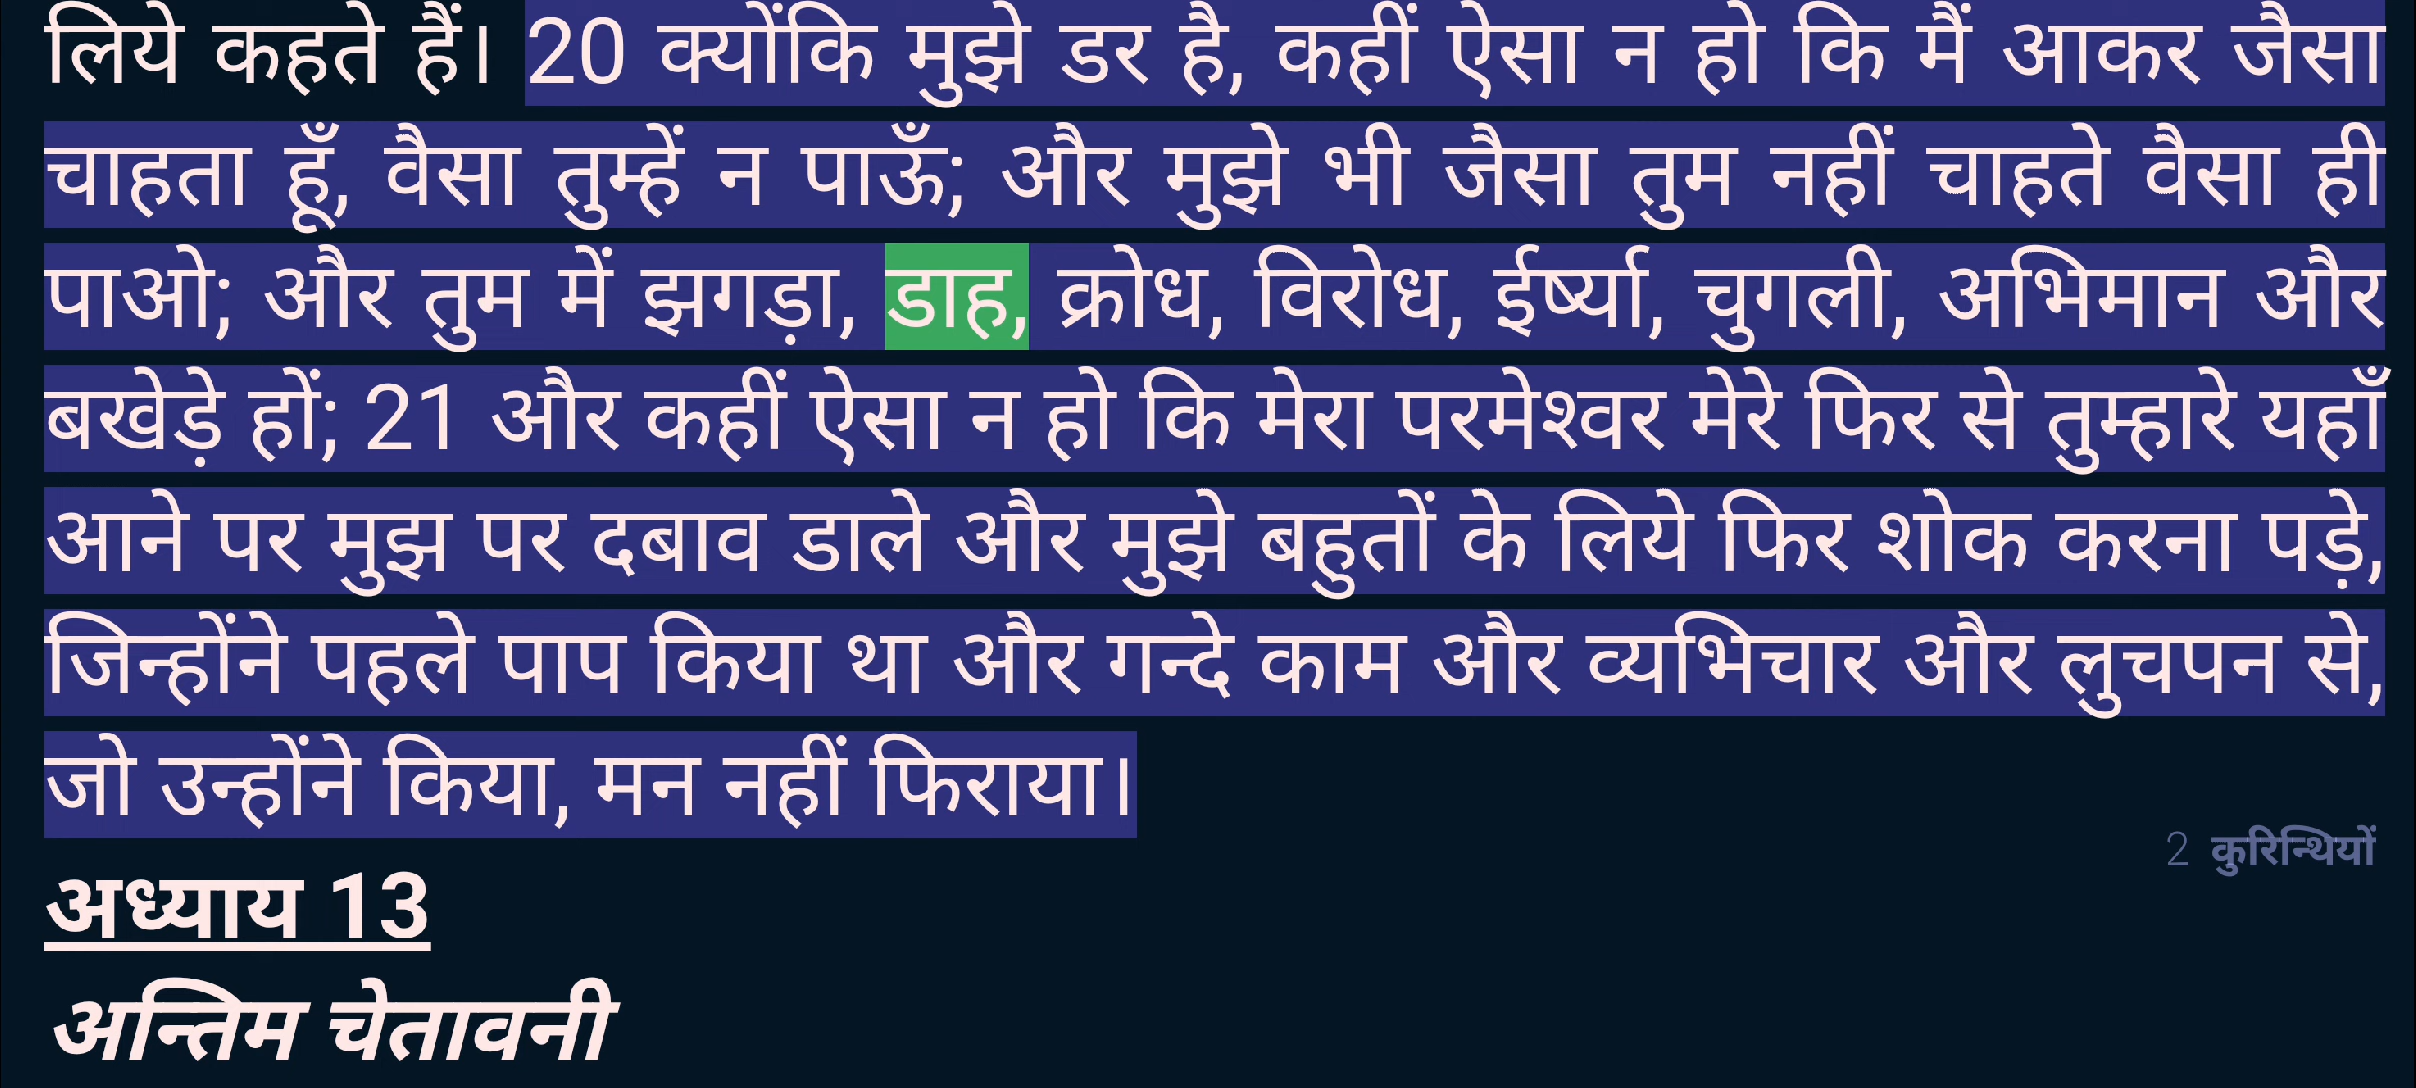 लिये कहते हैं। 20 क्योंकि मुझे डर है, कहीं ऐसा न हो कि मैं आकर जैसा
चाहता हूँ, वैसा तुम्हें न पाऊँ; और मुझे भी जैसा तुम नहीं चाहते वैसा ही
पाओ; और तुम में झगड़ा, डाह, क्रोध, विरोध, ईर्ष्या, चुगली, अभिमान और
बखेड़े हों; 21 और कहीं ऐसा न हो कि मेरा परमेश्वर मेरे फिर से तुम्हारे यहाँ
आने पर मुझ पर दबाव डाले और मुझे बहुतों के लिये फिर शोक करना पड़े,
जिन्होंने पहले पाप किया था और गन्दे काम और व्यभिचार और लुचपन से,
जो उन्होंने किया, मन नहीं फिराया।
2 कुरिन्थियों
अध्याय 13
अन्तिम चेतावनी